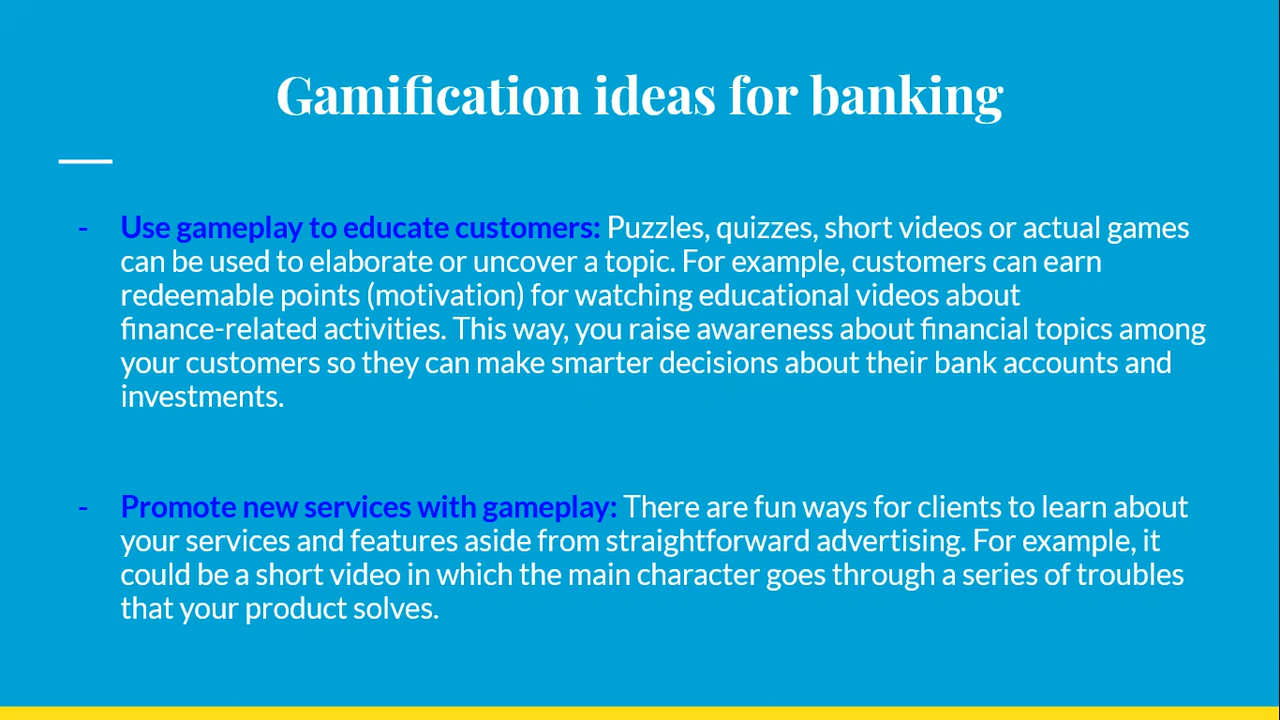 Gamification ideas for banking
- Use gameplay to educate customers: Puzzles, quizzes, short videos or actual games
can be used to elaborate or uncover a topic. For example, customers can earn
redeemable points (motivation) for watching educational videos about
finance-related activities. This way, you raise awareness about financial topics among
your customers so they can make smarter decisions about their bank accounts and
investments.
- Promote new services with gameplay: There are fun ways for clients to learn about
your services and features aside from straightforward advertising. For example, it
could be a short video in which the main character goes through a series of troubles
that your product solves.